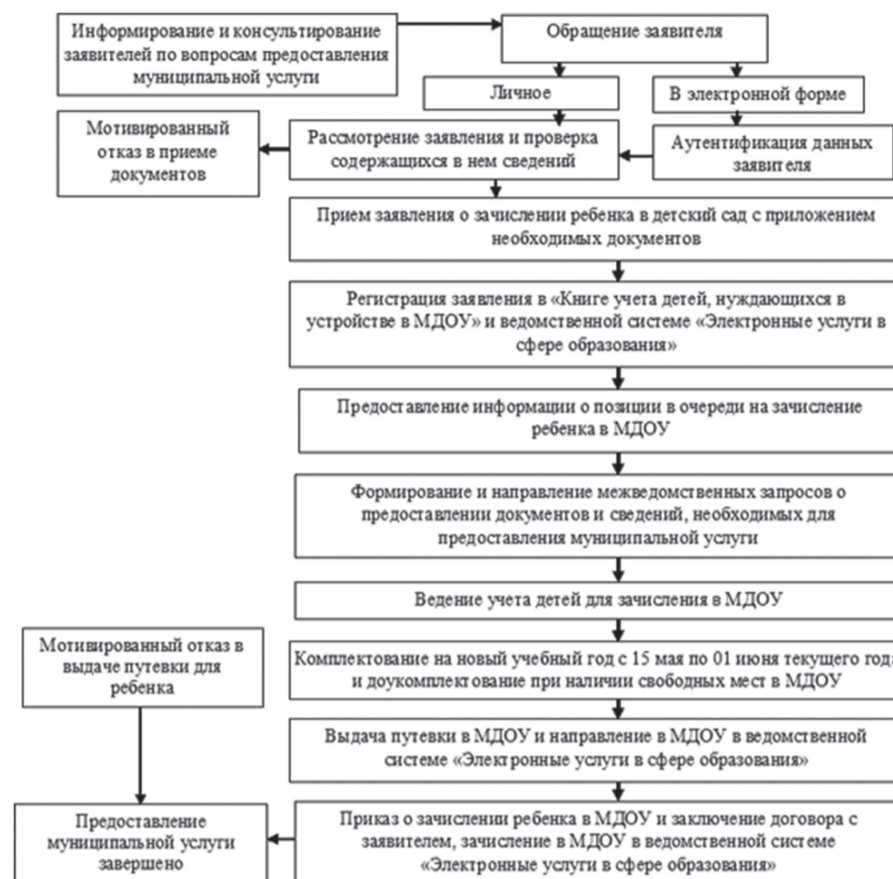 Информирование и консультирование
заявителей по вопросам предоставления
муниципальной услуги
Обращение заявителя
Личное
В электронной форме
Мотивированный
отказ в приеме
документов
Рассмотрение заявления и проверка
содержащихся в нем сведений
Аутентификация данных
заявителя
Прием заявления о зачислении ребенка в детский сад с приложением
необходимых документов
Регистрация заявления в «Книге учета детей, нуждающихся в
устройстве в МДОУ» и ведомственной системе «Электронные услуги в
сфере образования»
Предоставление информации о позиции в очереди на зачисление
ребенка в МДОУ
Формирование и направление межведомственных запросов о
предоставлении документов и сведений, необходимых для
предоставления муниципальной услуги
Ведение учета детей для зачисления в МДОУ
Мотивированный отказ в
выдаче путевки для
ребенка
Комплектование на новый учебный год с 15 мая по 01 июня текущего года
и доукомплектование при наличии свободных мест в МДОУ
Выдача путевки в МДОУ и направление в МДОУ в ведомственной
системе «Электронные услуги в сфере образования»
Предоставление
муниципальной услуги
завершено
Приказ о зачислении ребенка в МДОУ и заключение договора с
заявителем, зачисление в МДОУ в ведомственной системе
«Электронные услуги в сфере образования»